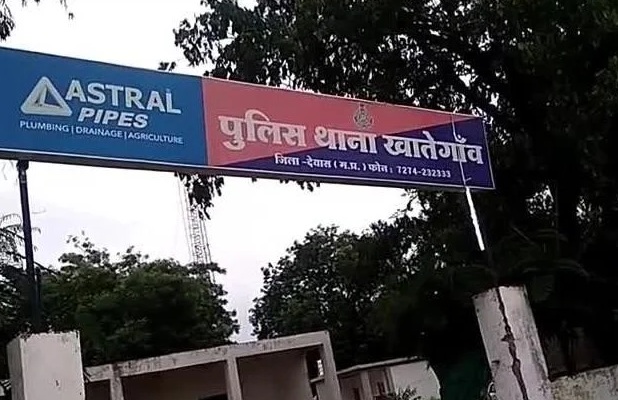 ASTRAL
PIPES
PLUMBING | DRAINAGE | AGRICULTURE
पुलिस थाना खातेगाँव
जिला -देवास ( म.प्र. ) फोन : 7274-232333